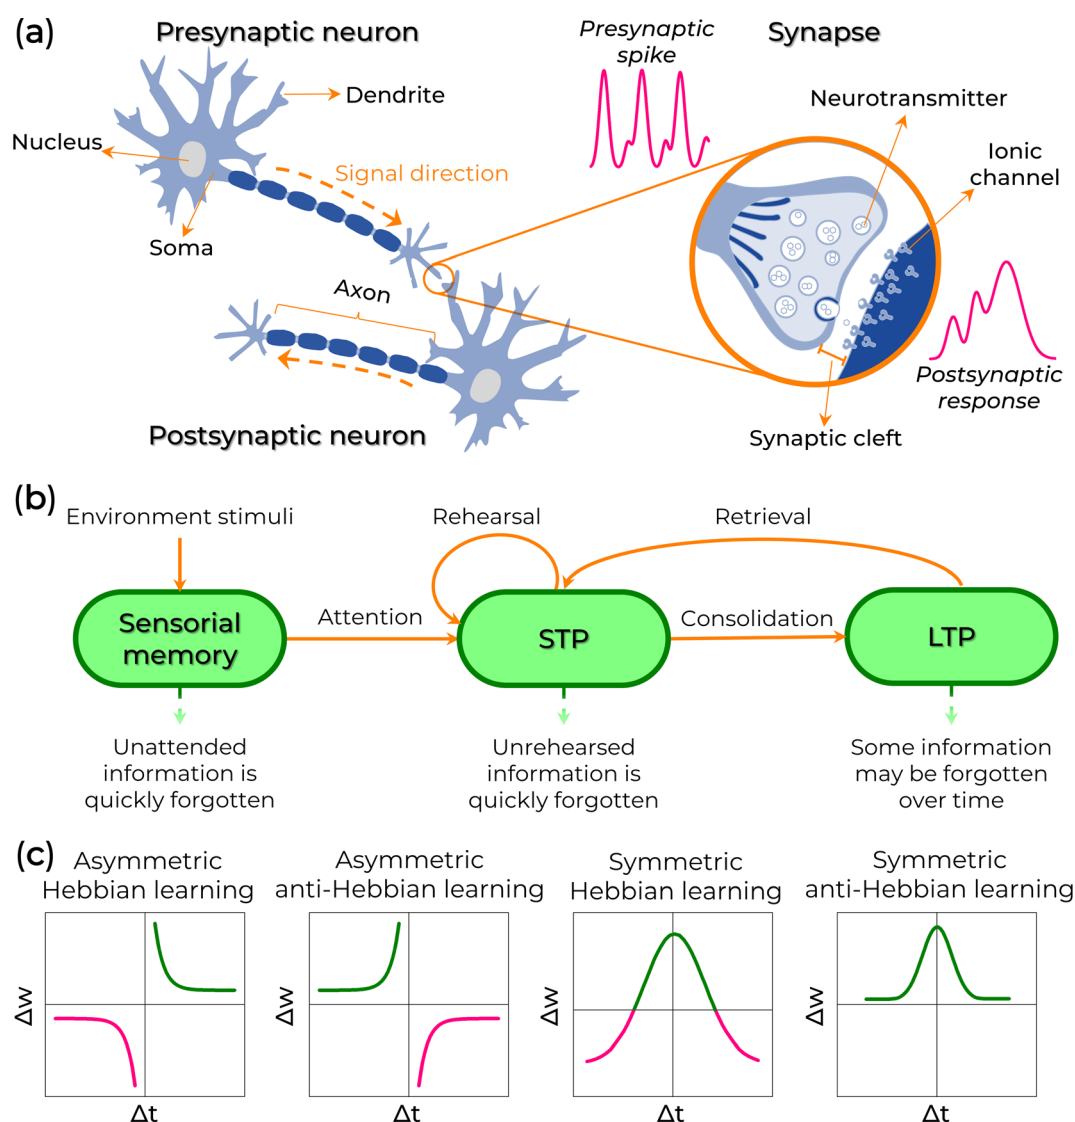 (a)
Presynaptic neuron
Dendrite
Nucleus
Signal direction
Soma
Axon
Postsynaptic neuron
Presynaptic
spike
Synapse
Neurotransmitter
Ionic
channel
Postsynaptic
response
Synaptic cleft
(b)
Environment stimuli
Rehearsal
Retrieval
Sensorial
memory
Attention
STP
Consolidation
LTP
Unattended
information is
quickly forgotten
Unrehearsed
information is
quickly forgotten
Some information
may be forgotten
over time
(c)
Asymmetric
Hebbian learning
Δw
Δt
Asymmetric
anti-Hebbian learning
Δw
Δt
Symmetric
Hebbian learning
Δw
Δt
Symmetric
anti-Hebbian learning
Δw
Δt